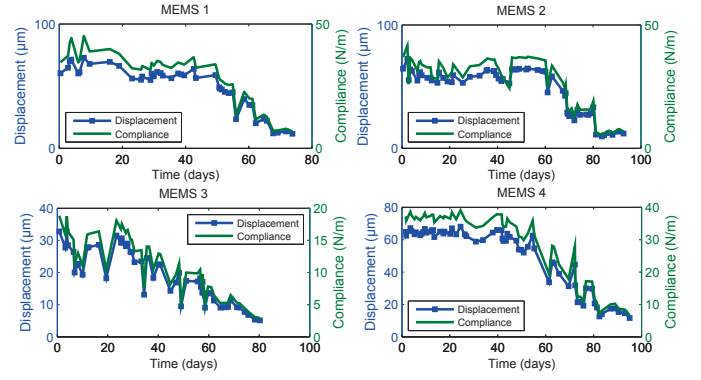 MEMS 1
Displacement (μm)
100
0
Displacement
Compliance
50
0
Compliance (N/m)
0 20 40 60 80
Time (days)
MEMS 2
Displacement (μm)
100
0
Displacement
Compliance
50
0
Compliance (N/m)
0 20 40 60 80 100
Time (days)
MEMS 3
Displacement (μm)
40
30
20
10
0
Displacement
Compliance
20
15
10
5
0
Compliance (N/m)
0 20 40 60 80 100
Time (days)
MEMS 4
Displacement (μm)
80
60
40
20
0
Displacement
Compliance
40
30
20
10
0
Compliance (N/m)
0 20 40 60 80 100
Time (days)